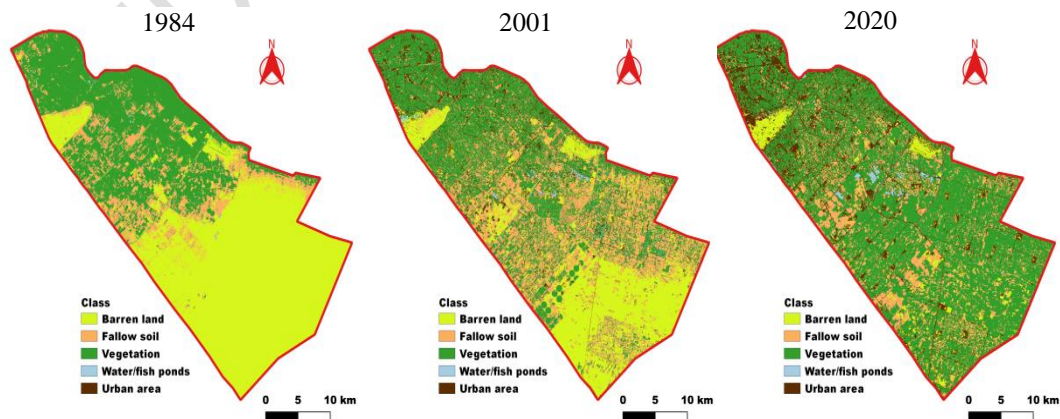 1984
N
Class
Barren land
Fallow soil
Vegetation
Water/fish ponds
Urban area
0 5 10 km
2001
N
Class
Barren land
Fallow soil
Vegetation
Water/fish ponds
Urban area
0 5 10 km
2020
N
Class
Barren land
Fallow soil
Vegetation
Water/fish ponds
Urban area
0 5 10 km